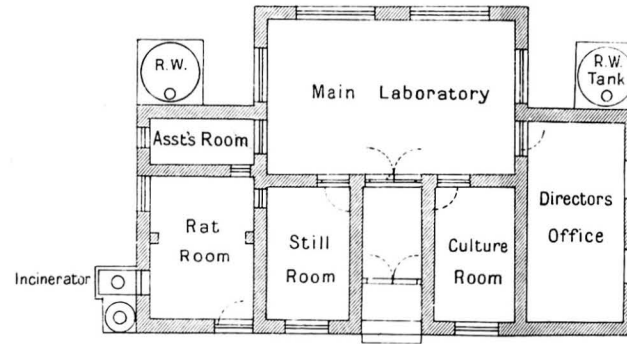 R.W.
R.W.
Tank
Main Laboratory
Asst's Room
Directors
Office
Rat
Room
Still
Room
Culture
Room
Incinerator